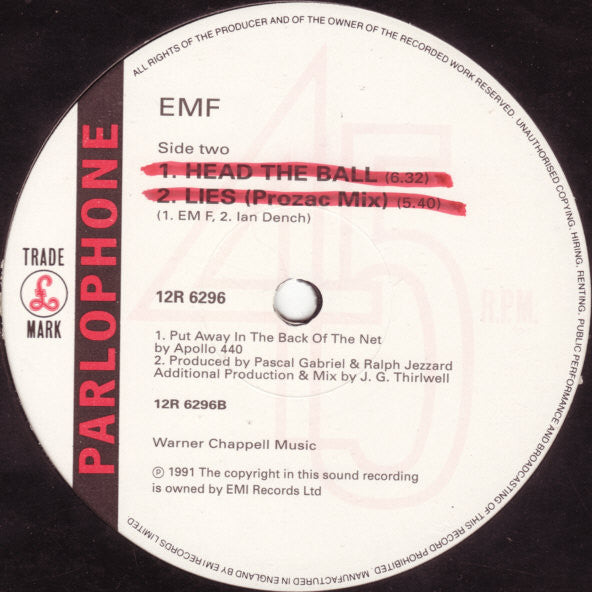 ALL RIGHTS OF THE PRODUCER AND OF THE OWNER OF THE RECORDED WORK RESERVED. UNAUTHORISED COPYING, HIRING, RENTING, PUBLIC PERFORMANCE AND BROADCASTING OF THIS RECORD PROHIBITED. MANUFACTURED IN ENGLAND BY EMI RECORDS LIMITED
PARLOPHONE
TRADE
£
MARK
EMF
Side two
1. HEAD THE BALL (6.32)
2. LIES (Prozac Mix) (5.40)
(1. EM F, 2. Ian Dench)
45
R.P.M.
12R 6296
1. Put Away In The Back Of The Net
by Apollo 440
2. Produced by Pascal Gabriel & Ralph Jezzard
Additional Production & Mix by J. G. Thirlwell
12R 6296B
Warner Chappell Music
℗ 1991 The copyright in this sound recording
is owned by EMI Records Ltd